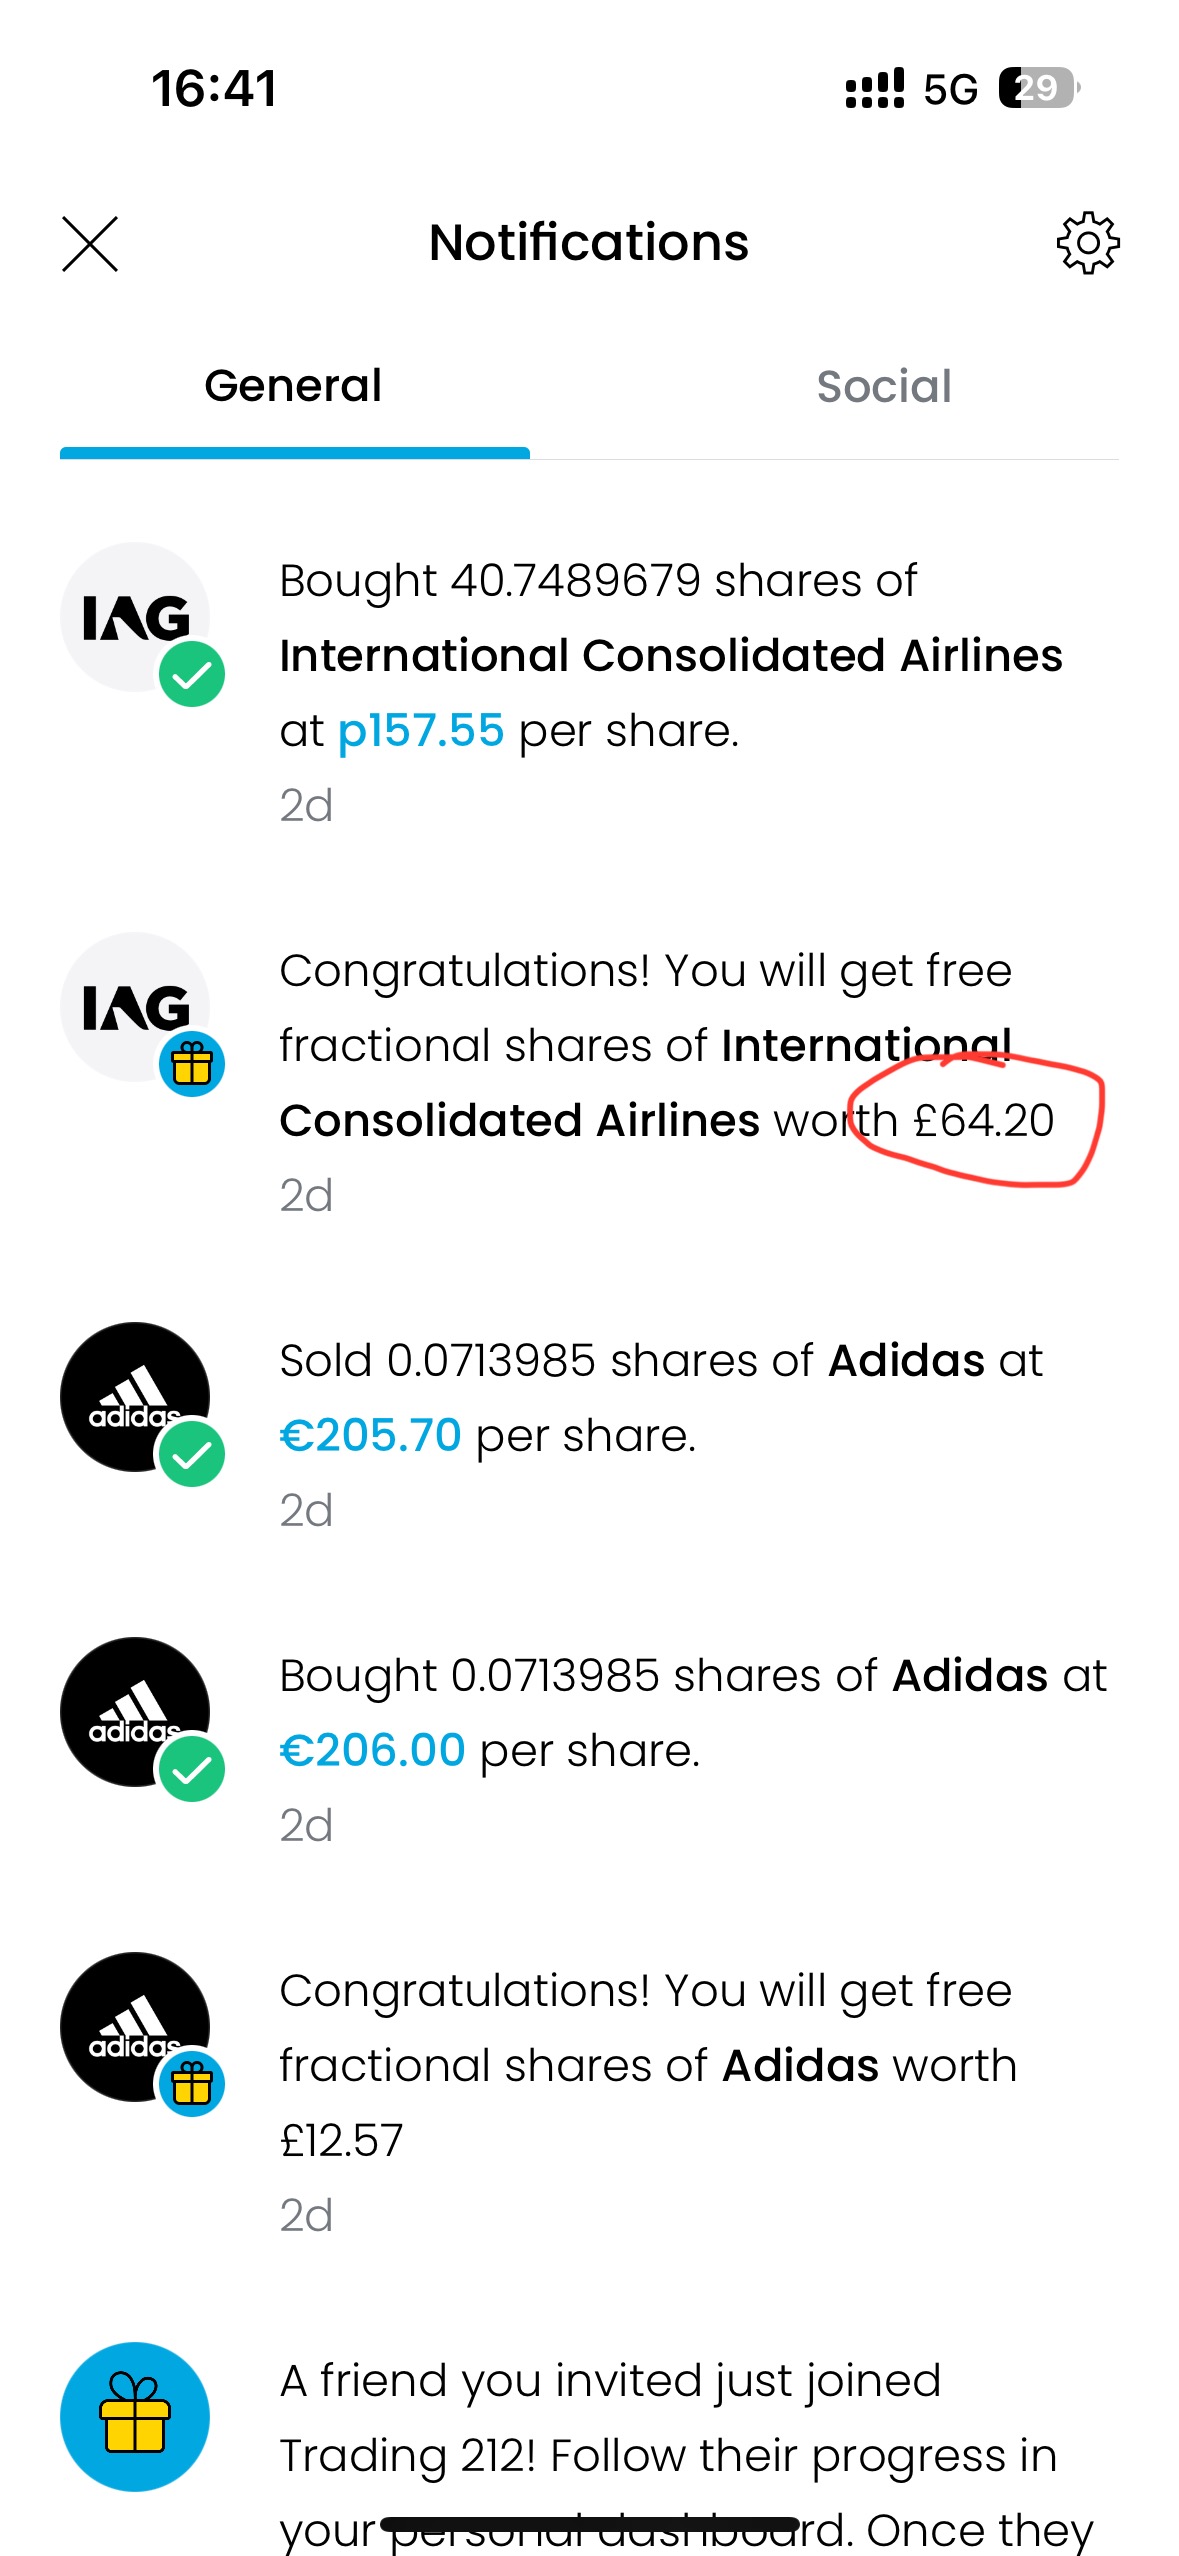 16:41
5G 29
Notifications
General
Social
IAG
Bought 40.7489679 shares of
International Consolidated Airlines
at p157.55 per share.
2d
IAG
Congratulations! You will get free
fractional shares of International
Consolidated Airlines worth £64.20
2d
adidas
Sold 0.0713985 shares of Adidas at
€205.70 per share.
2d
adidas
Bought 0.0713985 shares of Adidas at
€206.00 per share.
2d
adidas
Congratulations! You will get free
fractional shares of Adidas worth
£12.57
2d
A friend you invited just joined
Trading 212! Follow their progress in
your personal dashboard. Once they